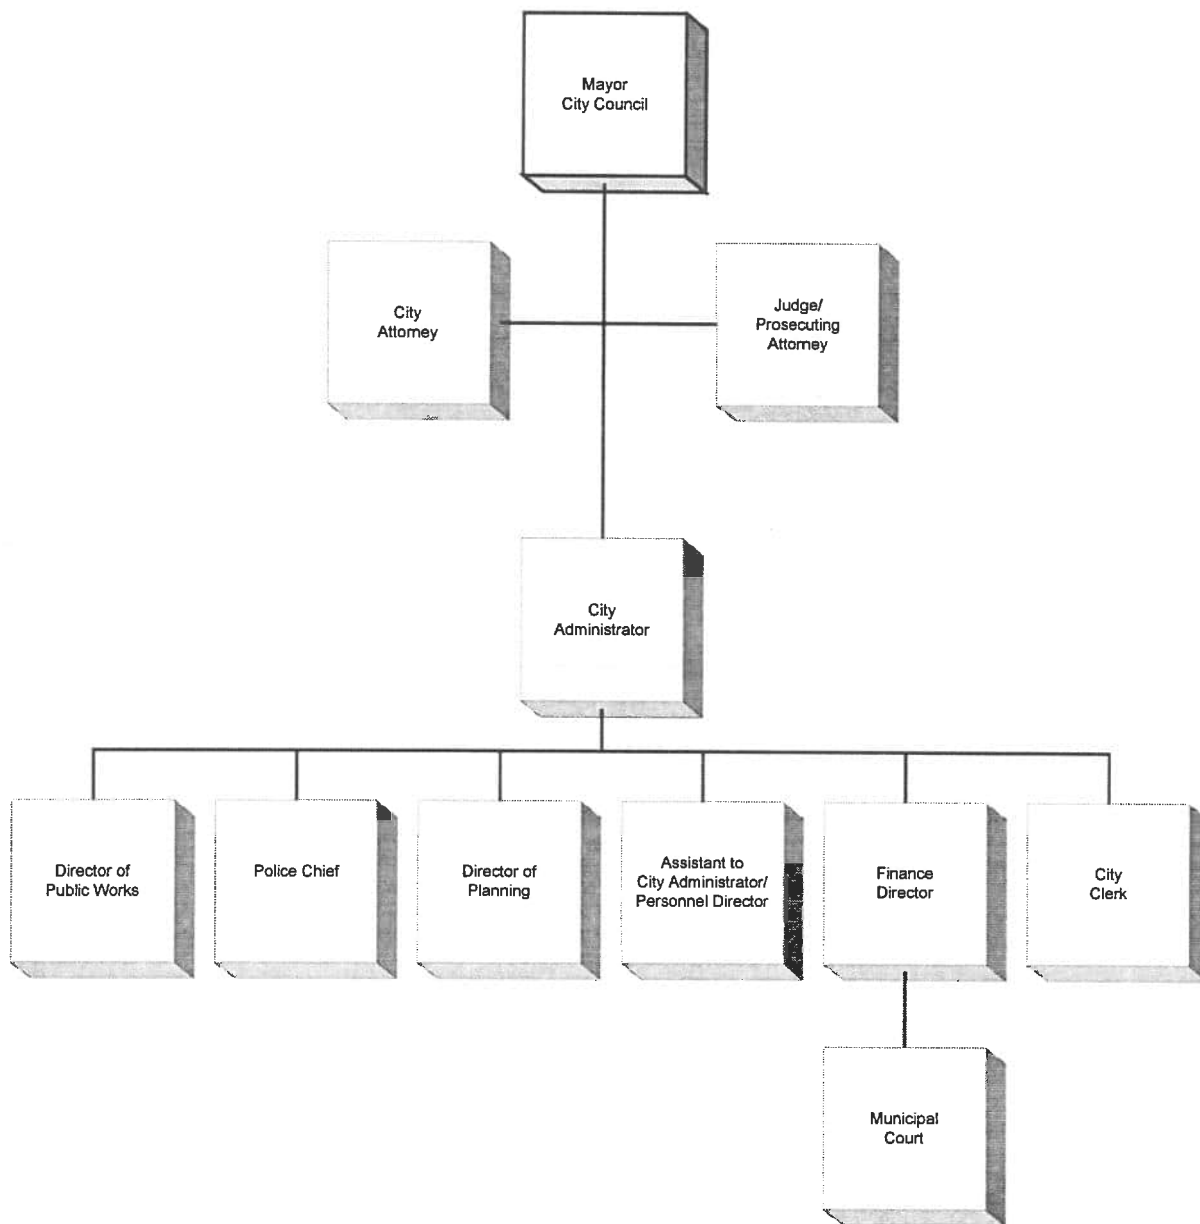 Mayor
City Council
City
Attorney
Judge/
Prosecuting
Attorney
City
Administrator
Director of
Public Works
Police Chief
Director of
Planning
Assistant to
City Administrator/
Personnel Director
Finance
Director
City
Clerk
Municipal
Court